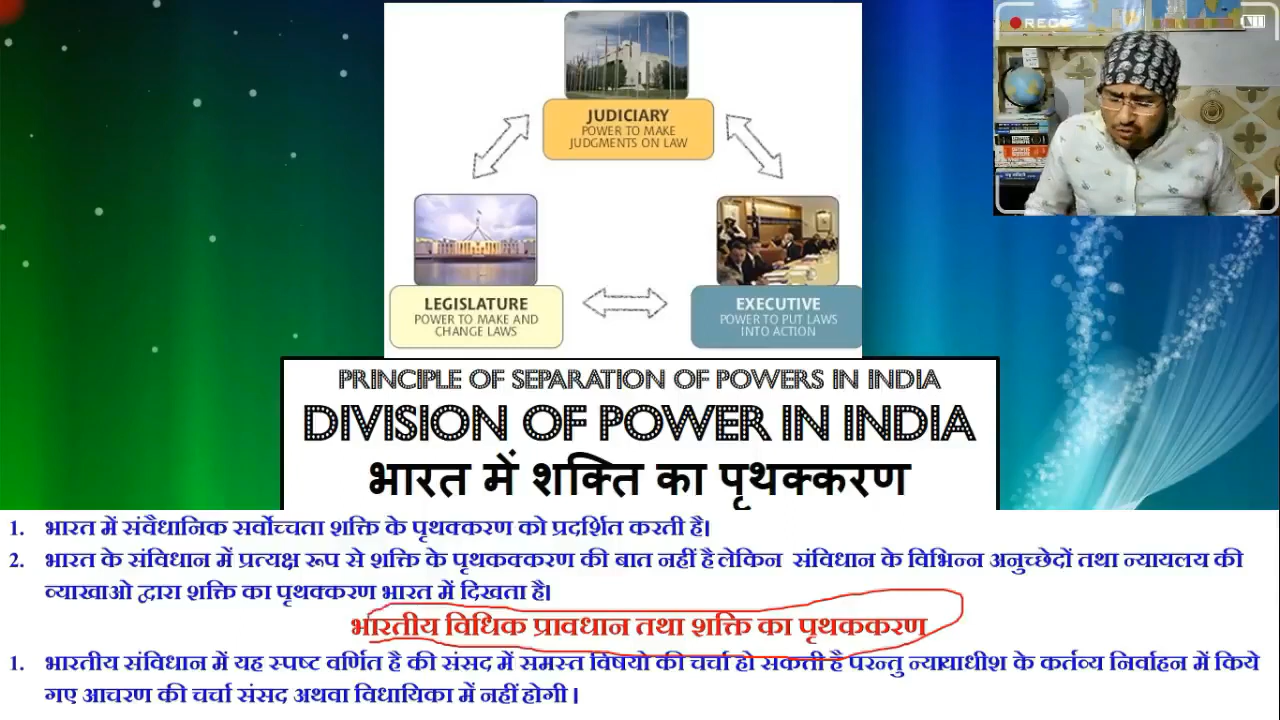 REC
JUDICIARY
POWER TO MAKE
JUDGMENTS ON LAW
LEGISLATURE
POWER TO MAKE AND
CHANGE LAWS
EXECUTIVE
POWER TO PUT LAWS
INTO ACTION
PRINCIPLE OF SEPARATION OF POWERS IN INDIA
DIVISION OF POWER IN INDIA
भारत में शक्ति का पृथक्करण
1. भारत में संवैधानिक सर्वोच्चता शक्ति के पृथक्करण को प्रदर्शित करती है।
2. भारत के संविधान में प्रत्यक्ष रूप से शक्ति के पृथकक्करण की बात नहीं है लेकिन संविधान के विभिन्न अनुच्छेदों तथा न्यायलय की
व्याखाओ द्वारा शक्ति का पृथक्करण भारत में दिखता है।
भारतीय विधिक प्रावधान तथा शक्ति का पृथककरण
1. भारतीय संविधान में यह स्पष्ट वर्णित है की संसद में समस्त विषयो की चर्चा हो सकती है परन्तु न्यायाधीश के कर्तव्य निर्वाहन में किये
गए आचरण की चर्चा संसद अथवा विधायिका में नहीं होगी।